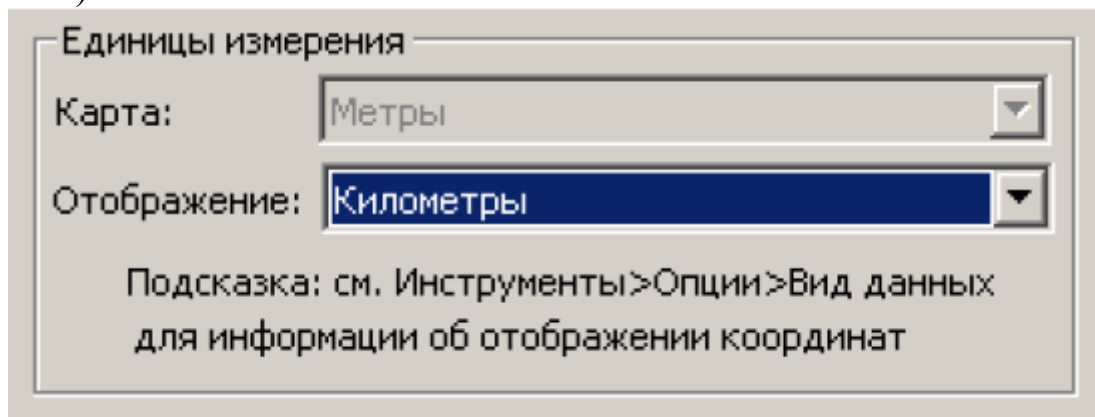 Единицы измерения
Карта: Метры
Отображение: Километры
Подсказка: см. Инструменты>Опции>Вид данных
для информации об отображении координат